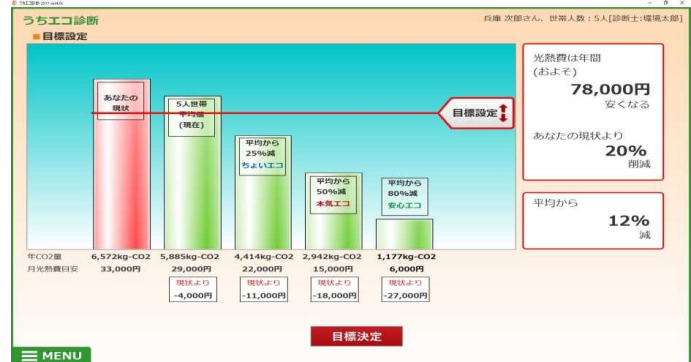 うちエコ診断
兵庫 次郎さん、世帯人数：5人[診断士:環境太郎]
■目標設定
あなたの
現状
5人世帯
平均値
(現在)
平均から
25%減
ちょいエコ
平均から
50%減
本気エコ
平均から
80%減
安心エコ
目標設定
光熱費は年間
(およそ)
78,000円
安くなる
あなたの現状より
20%
削減
平均から
12%
減
年CO2量 6,572kg-CO2 5,885kg-CO2 4,414kg-CO2 2,942kg-CO2 1,177kg-CO2
月光熱費目安 33,000円 29,000円 22,000円 15,000円 6,000円
現状より 現状より 現状より 現状より
-4,000円 -11,000円 -18,000円 -27,000円
目標決定
MENU